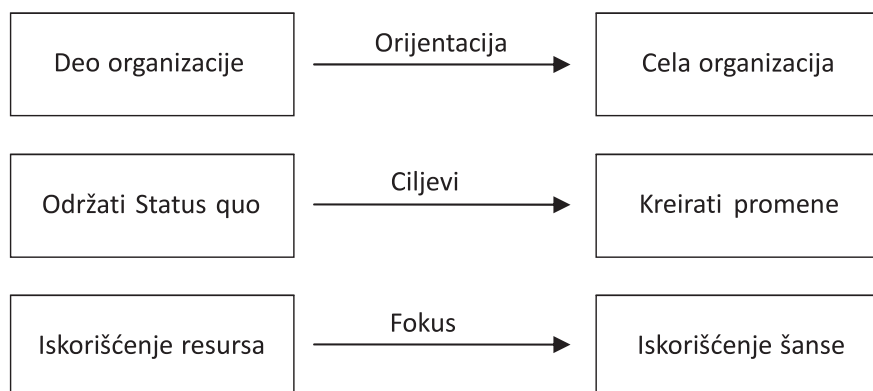 Deo organizacije
Orijentacija
Cela organizacija
Održati Status quo
Ciljevi
Kreirati promene
Iskorišćenje resursa
Fokus
Iskorišćenje šanse